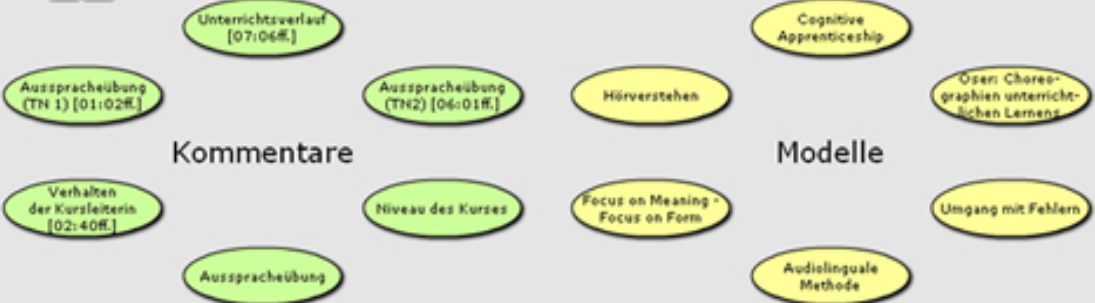 Unterrichtsverlauf
[07:06ff.]
Ausspracheübung
(TN 1) [01:02ff.]
Ausspracheübung
(TN2) [06:01ff.]
Kommentare
Verhalten
der Kursleiterin
[02:40ff.]
Niveau des Kurses
Ausspracheübung
Cognitive
Apprenticeship
Hörverstehen
Oser: Choreo-
graphien unterricht-
lichen Lernens
Modelle
Focus on Meaning -
Focus on Form
Umgang mit Fehlern
Audiolinguale
Methode